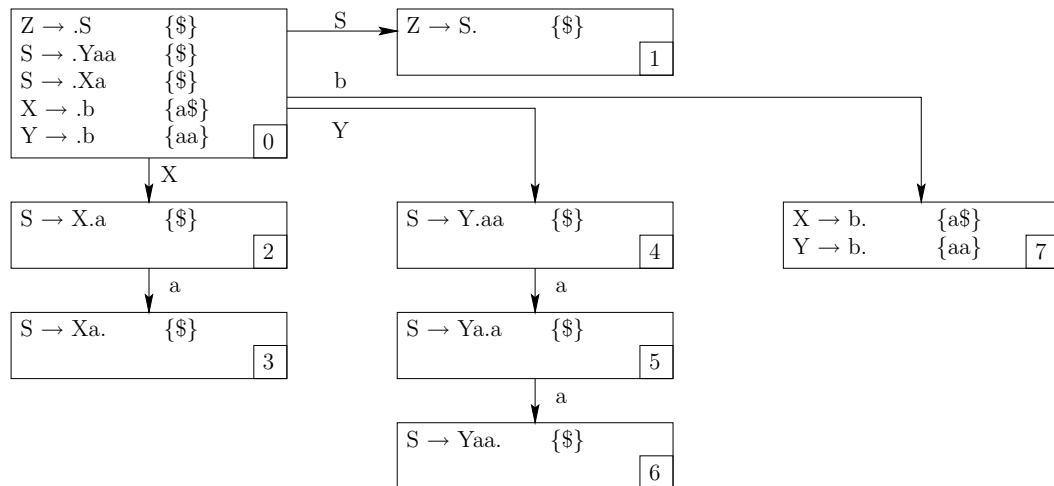 Z → .S {$}
S → .Yaa {$}
S → .Xa {$}
X → .b {a$}
Y → .b {aa}
0
S
Z → S. {$}
1
b
Y
X
S → X.a {$}
2
S → Y.aa {$}
4
X → b. {a$}
Y → b. {aa}
7
a
a
S → Xa. {$}
3
S → Ya.a {$}
5
a
S → Yaa. {$}
6